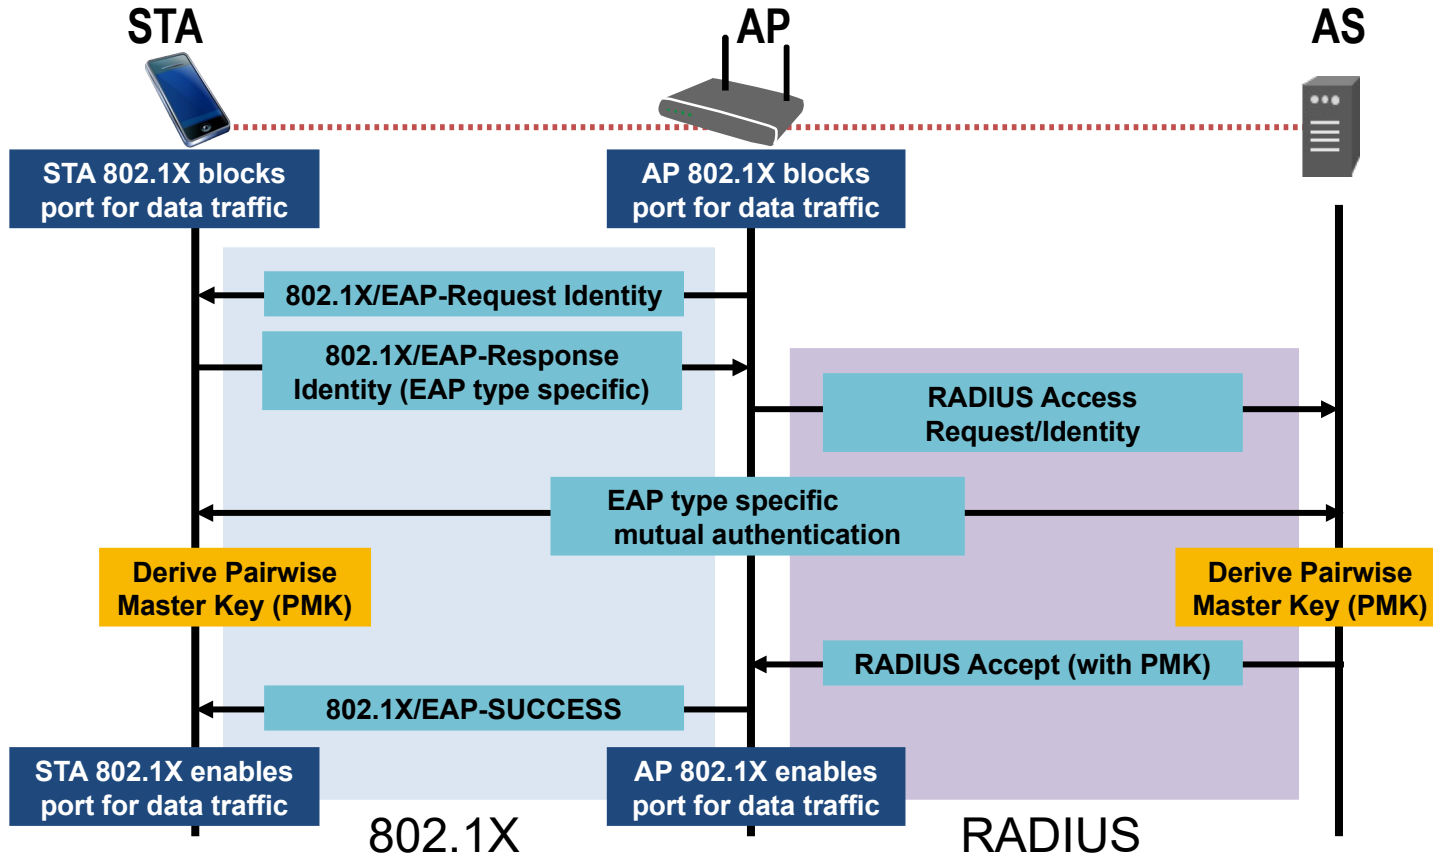 STA
AP
AS
STA 802.1X blocks
port for data traffic
AP 802.1X blocks
port for data traffic
802.1X/EAP-Request Identity
802.1X/EAP-Response
Identity (EAP type specific)
RADIUS Access
Request/Identity
EAP type specific
mutual authentication
Derive Pairwise
Master Key (PMK)
Derive Pairwise
Master Key (PMK)
RADIUS Accept (with PMK)
802.1X/EAP-SUCCESS
STA 802.1X enables
port for data traffic
AP 802.1X enables
port for data traffic
802.1X
RADIUS